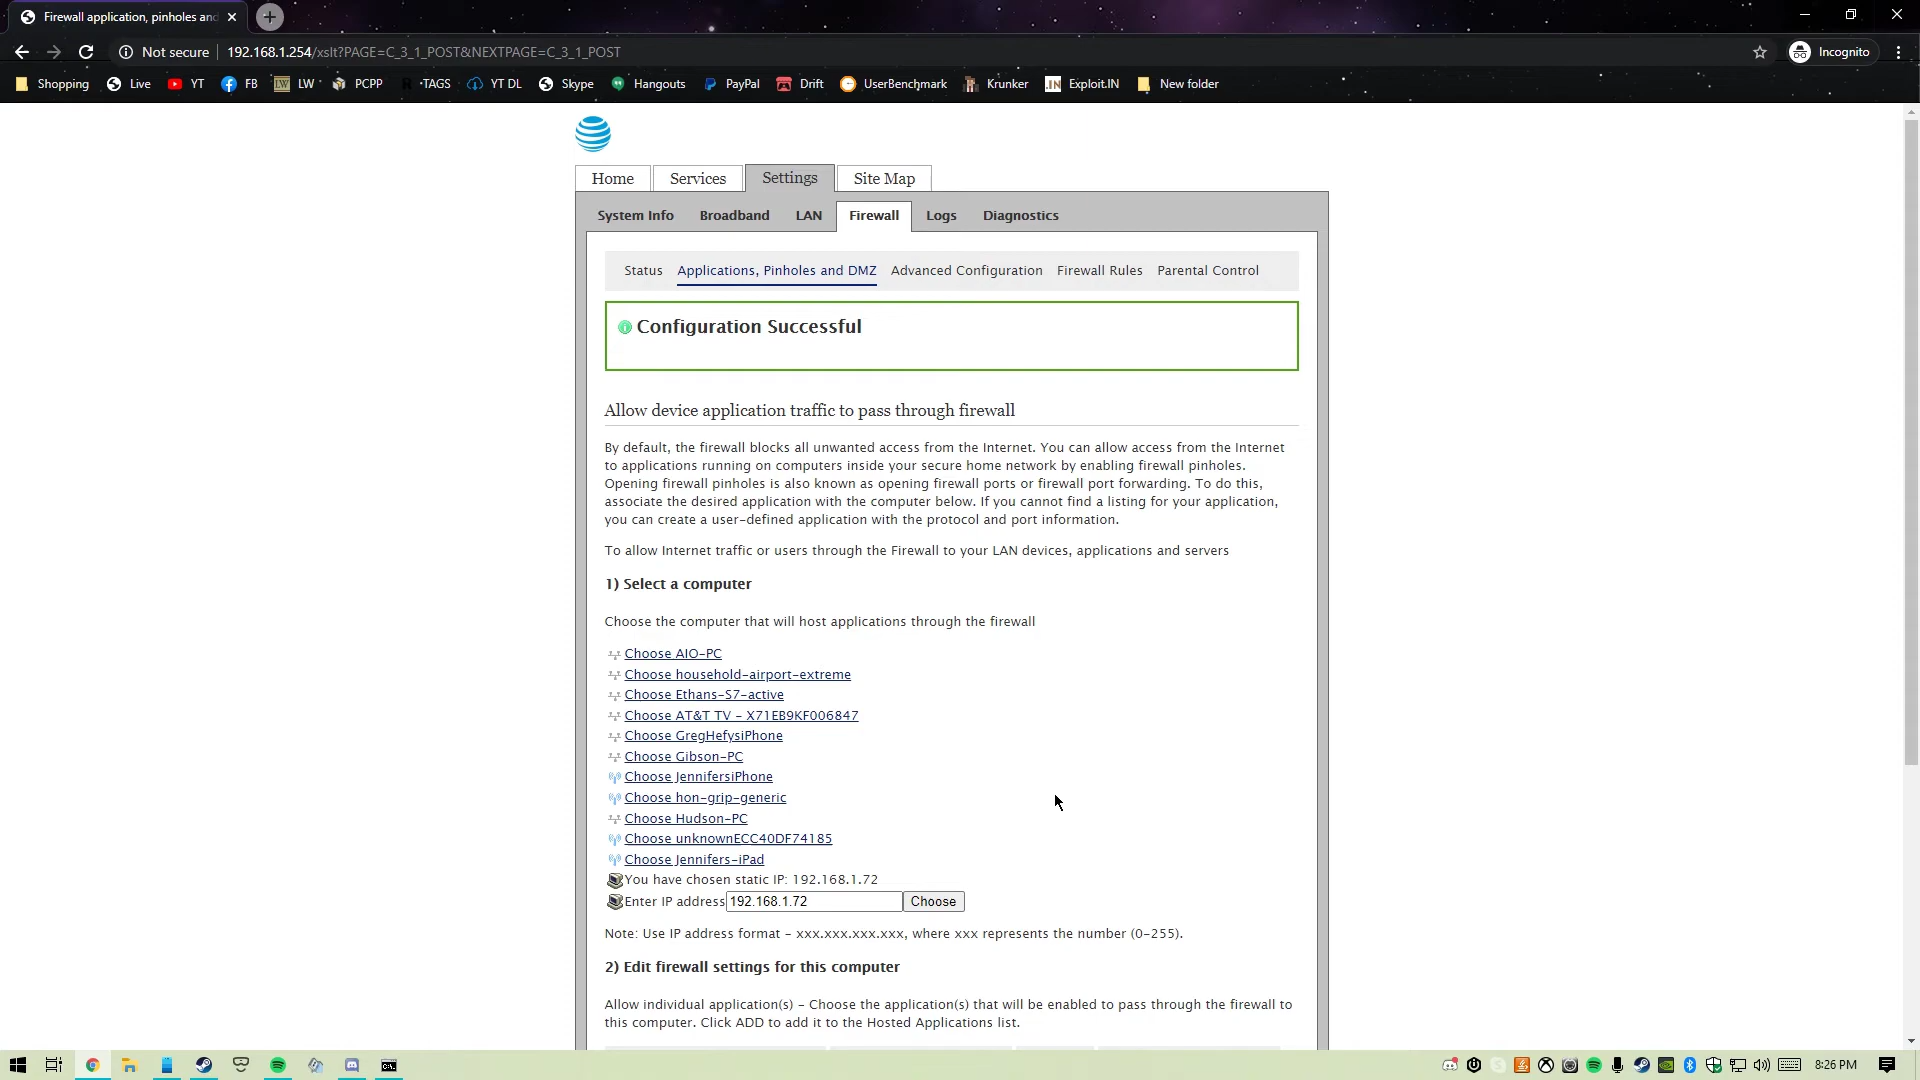 Firewall application, pinholes and
Not secure
192.168.1.254/xslt?PAGE=C_3_1_POST&NEXTPAGE=C_3_1_POST
Incognito
Shopping
Live
YT
FB
LW
PCPP
-TAGS
YT DL
Skype
Hangouts
PayPal
Drift
UserBenchmark
Krunker
.IN Exploit.IN
New folder
Home
Services
Settings
Site Map
System Info
Broadband
LAN
Firewall
Logs
Diagnostics
Status
Applications, Pinholes and DMZ
Advanced Configuration
Firewall Rules
Parental Control
Configuration Successful
Allow device application traffic to pass through firewall
By default, the firewall blocks all unwanted access from the Internet. You can allow access from the Internet
to applications running on computers inside your secure home network by enabling firewall pinholes.
Opening firewall pinholes is also known as opening firewall ports or firewall port forwarding. To do this,
associate the desired application with the computer below. If you cannot find a listing for your application,
you can create a user-defined application with the protocol and port information.
To allow Internet traffic or users through the Firewall to your LAN devices, applications and servers
1) Select a computer
Choose the computer that will host applications through the firewall
Choose AIO-PC
Choose household-airport-extreme
Choose Ethans-S7-active
Choose AT&T TV - X71EB9KF006847
Choose GregHefysiPhone
Choose Gibson-PC
Choose JennifersiPhone
Choose hon-grip-generic
Choose Hudson-PC
Choose unknownECC40DF74185
Choose Jennifers-iPad
You have chosen static IP: 192.168.1.72
Enter IP address 192.168.1.72 Choose
Note: Use IP address format - xxx.xxx.xxx.xxx, where xxx represents the number (0-255).
2) Edit firewall settings for this computer
Allow individual application(s) - Choose the application(s) that will be enabled to pass through the firewall to
this computer. Click ADD to add it to the Hosted Applications list.
8:26 PM